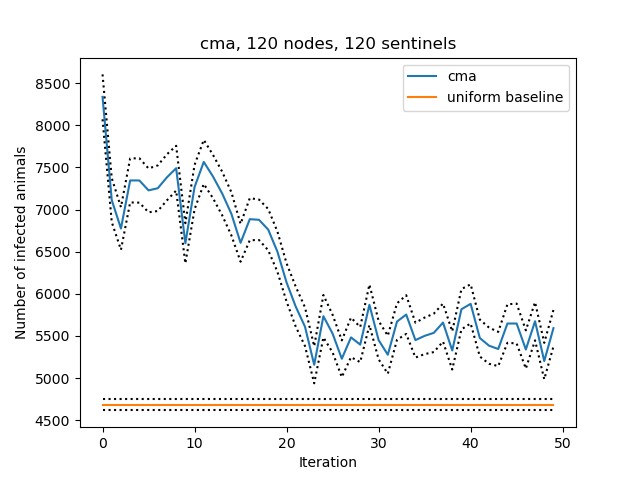 cma, 120 nodes, 120 sentinels
cma
uniform baseline
Number of infected animals
8500
8000
7500
7000
6500
6000
5500
5000
4500
0 10 20 30 40 50
Iteration